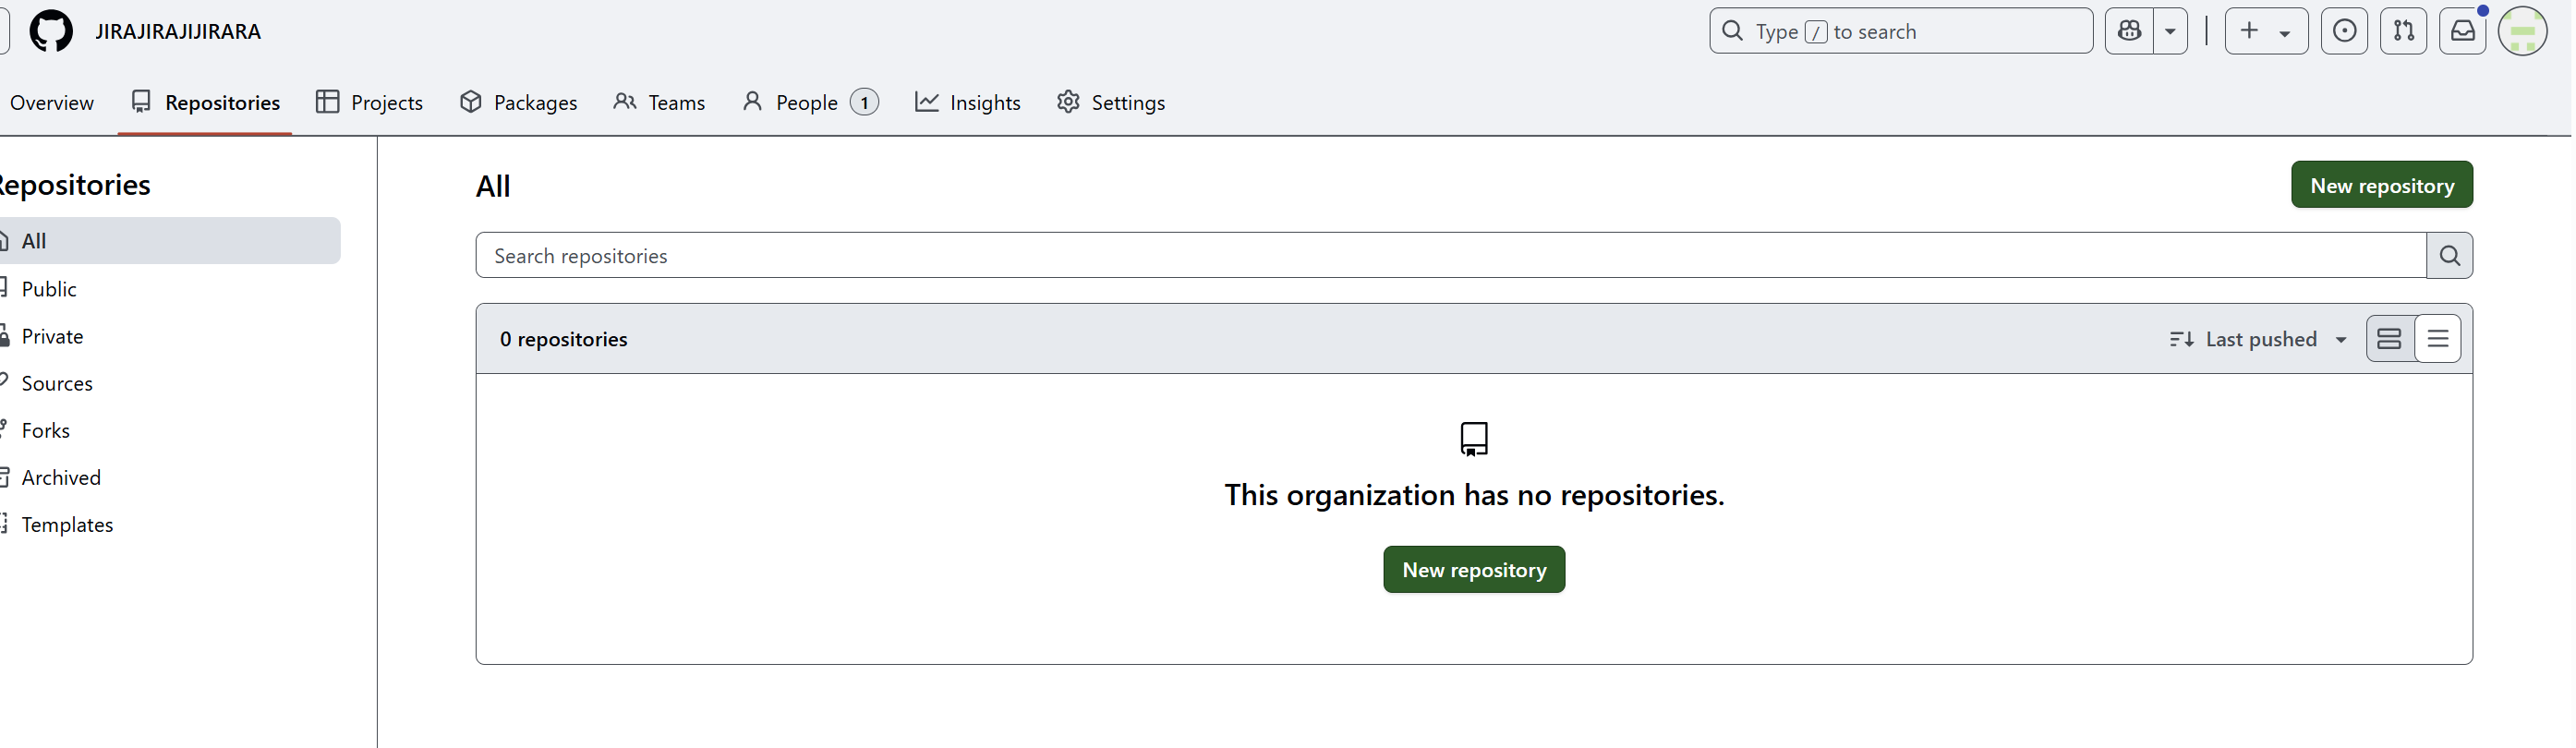 JIRAJIRAJIJIRARA
Type / to search
Overview Repositories Projects Packages Teams People 1 Insights Settings
Repositories
All
Public
Private
Sources
Forks
Archived
Templates
All
New repository
Search repositories
0 repositories
Last pushed
This organization has no repositories.
New repository